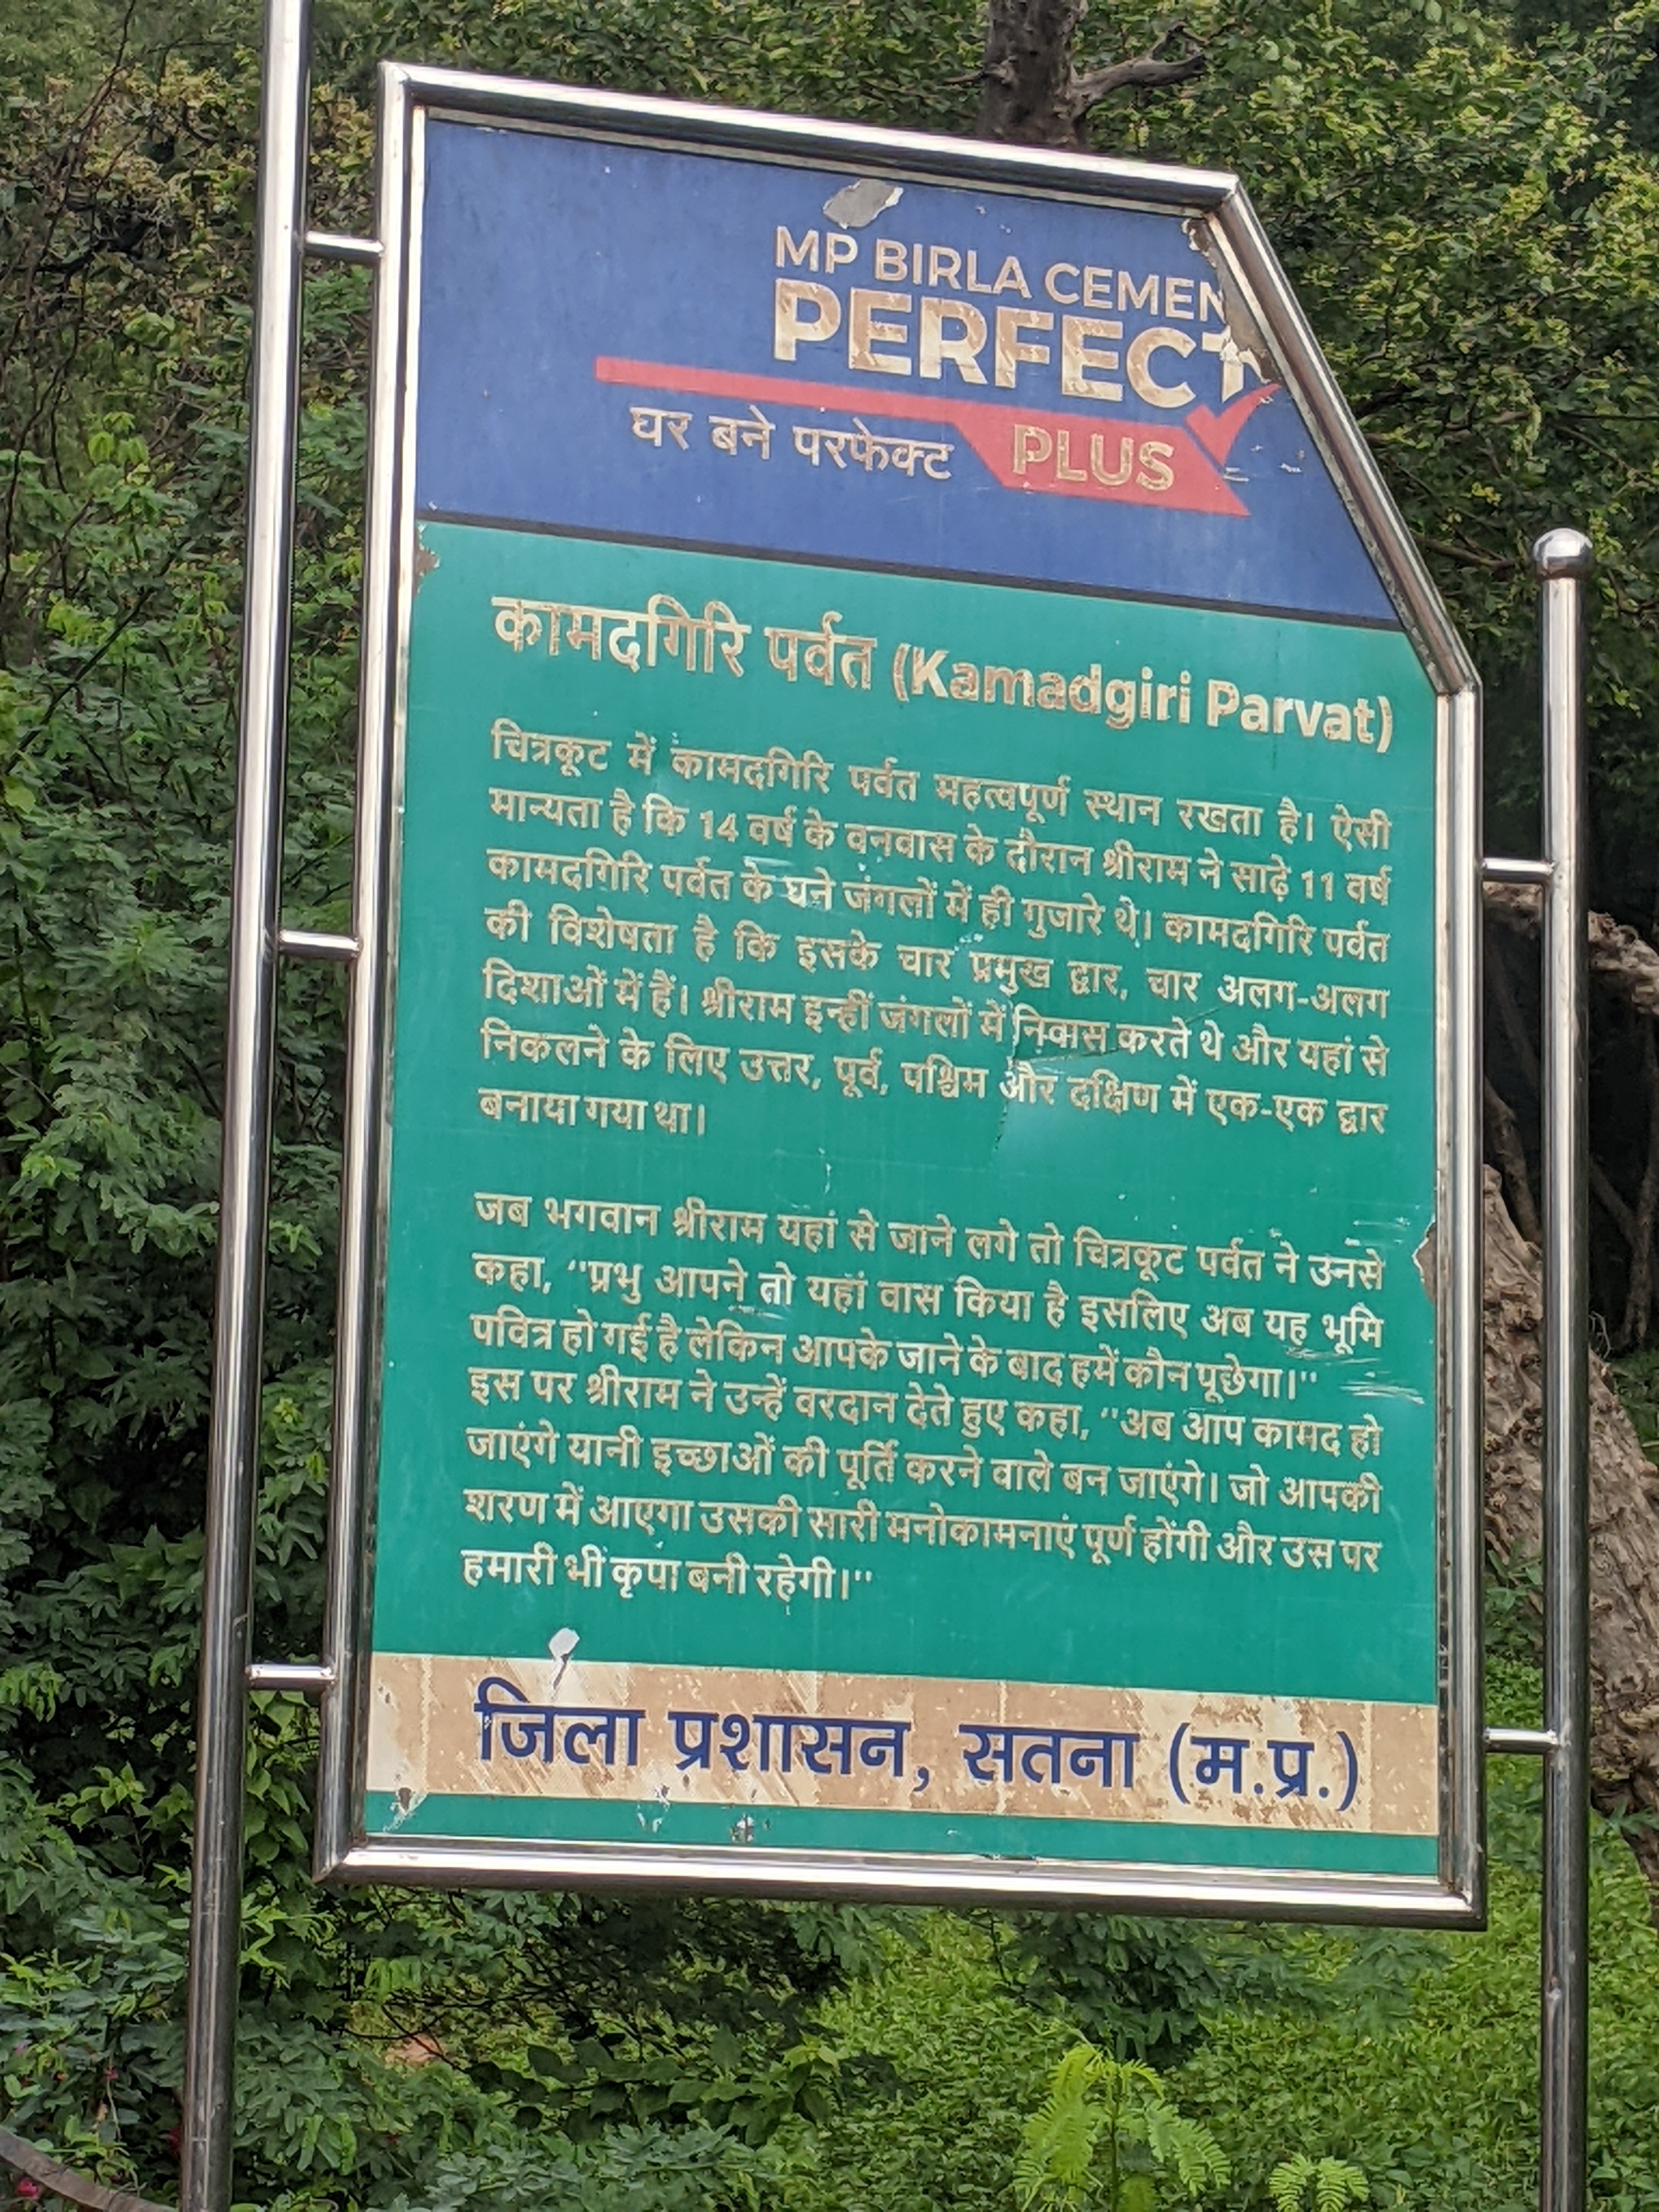 MP BIRLA CEMEN
PERFECT
घर बने परफेक्ट PLUS
कामदगिरि पर्वत (Kamadgiri Parvat)
चित्रकूट में कामदगिरि पर्वत महत्वपूर्ण स्थान रखता है। ऐसी
मान्यता है कि 14 वर्ष के वनवास के दौरान श्रीराम ने साढ़े 11 वर्ष
कामदगिरि पर्वत के घने जंगलों में ही गुजारे थे। कामदगिरि पर्वत
की विशेषता है कि इसके चार प्रमुख द्वार, चार अलग-अलग
दिशाओं में हैं। श्रीराम इन्हीं जंगलों में निवास करते थे और यहां से
निकलने के लिए उत्तर, पूर्व, पश्चिम और दक्षिण में एक-एक द्वार
बनाया गया था।
जब भगवान श्रीराम यहां से जाने लगे तो चित्रकूट पर्वत ने उनसे
कहा, "प्रभु आपने तो यहां वास किया है इसलिए अब यह भूमि
पवित्र हो गई है लेकिन आपके जाने के बाद हमें कौन पूछेगा।"
इस पर श्रीराम ने उन्हें वरदान देते हुए कहा, "अब आप कामद हो
जाएंगे यानी इच्छाओं की पूर्ति करने वाले बन जाएंगे। जो आपकी
शरण में आएगा उसकी सारी मनोकामनाएं पूर्ण होंगी और उस पर
हमारी भी कृपा बनी रहेगी।"
जिला प्रशासन, सतना (म.प्र.)